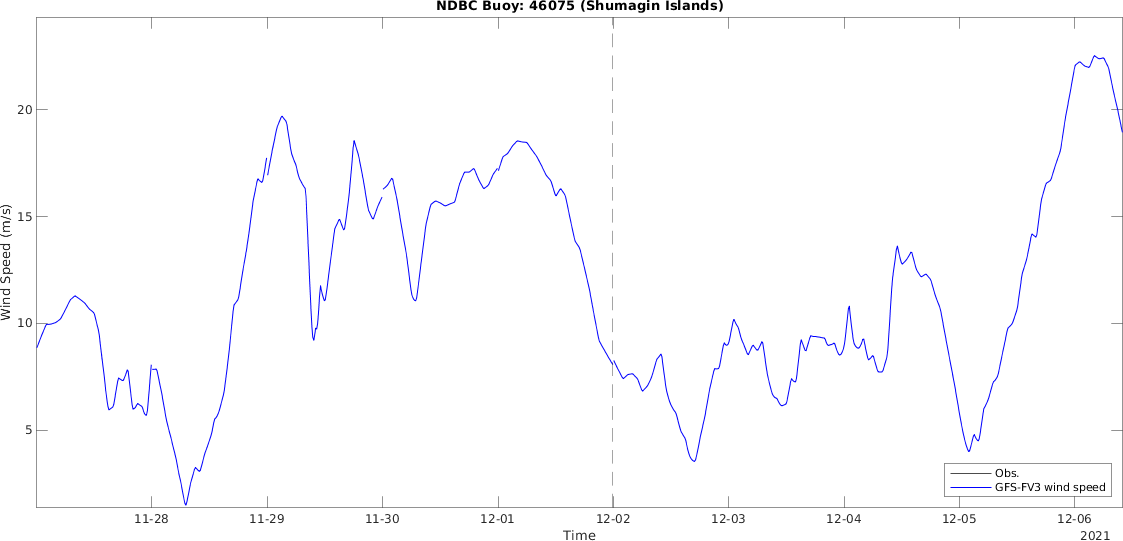 NDBC Buoy: 46075 (Shumagin Islands)
Wind Speed (m/s)
20
15
10
5
Obs.
GFS-FV3 wind speed
11-28
11-29
11-30
12-01
12-02
12-03
12-04
12-05
12-06
Time
2021